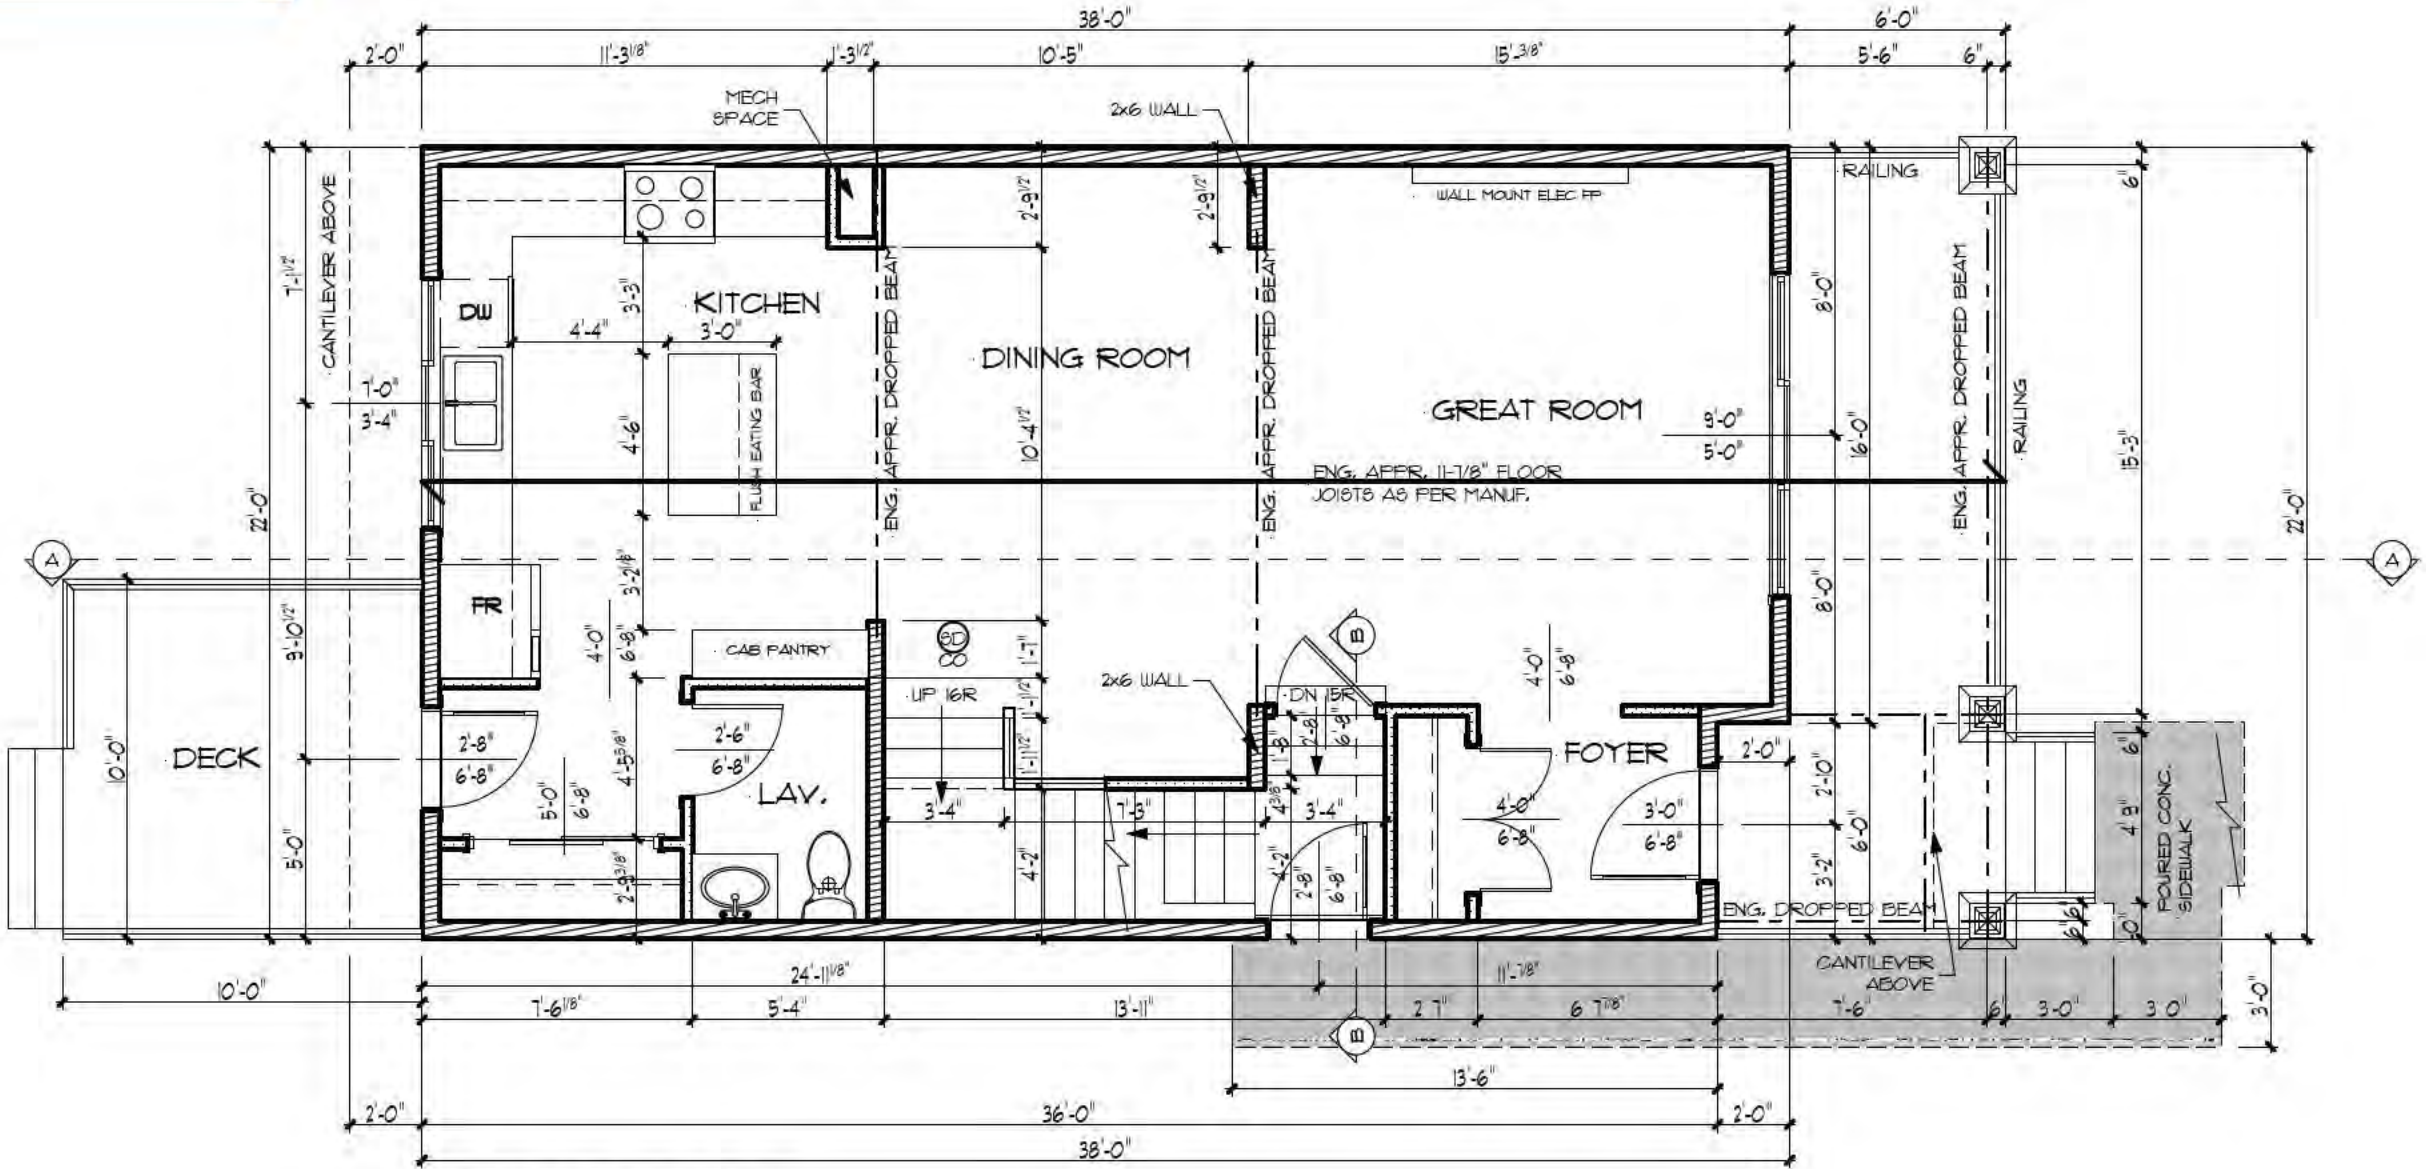 38'-0"
6'-0"
2'-0"
11'-3 1/8"
1'-3 1/2"
10'-5"
15'-3/8"
5'-6"
6"
MECH
SPACE
2x6 WALL
RAILING
WALL MOUNT ELEC FP
6"
2'-9 1/2"
2'-9 1/2"
CANTILEVER ABOVE
7'-1 1/2"
22'-0"
DW
KITCHEN
3'-3"
4'-4"
3'-0"
ENG. APPR. DROPPED BEAM
DINING ROOM
ENG. APPR. DROPPED BEAM
8'-0"
ENG. APPR. DROPPED BEAM
7'-0"
3'-4"
4'-6"
FLUSH EATING BAR
10'-4 1/2"
GREAT ROOM
9'-0"
5'-0"
16'-0"
RAILING
15'-3"
ENG. APPR. 11-7/8" FLOOR
JOISTS AS PER MANUF.
22'-0"
A
A
3'-2 1/8"
FR
4'-0"
6'-8"
9'-10 1/2"
CAB PANTRY
SD
CO
1'-7"
B
8'-0"
4'-0"
6'-8"
UP 16R
1'-1 1/2"
2x6 WALL
DN 15R
DECK
10'-0"
2'-8"
6'-8"
4'-5 5/8"
2'-6"
6'-8"
1'-11 1/2"
1'-8"
2'-8"
6'-8"
FOYER
2'-0"
6"
LAV.
5'-0"
6'-8"
3'-4"
7'-3"
4 3/8"
3'-4"
4'-0"
6'-8"
3'-0"
6'-8"
2'-10"
6'-0"
4'-9"
POURED CONC.
SIDEWALK
5'-0"
2'-9 3/8"
4'-2"
4'-2"
2'-8"
6'-8"
3'-2"
ENG. DROPPED BEAM
6"
6"
CANTILEVER
ABOVE
10'-0"
24'-11 1/8"
11'-7/8"
7'-6 1/8"
5'-4"
13'-11"
2 7"
6 7 7/8"
7'-6"
6"
3'-0"
3 0"
3'-0"
B
13'-6"
2'-0"
36'-0"
2'-0"
38'-0"